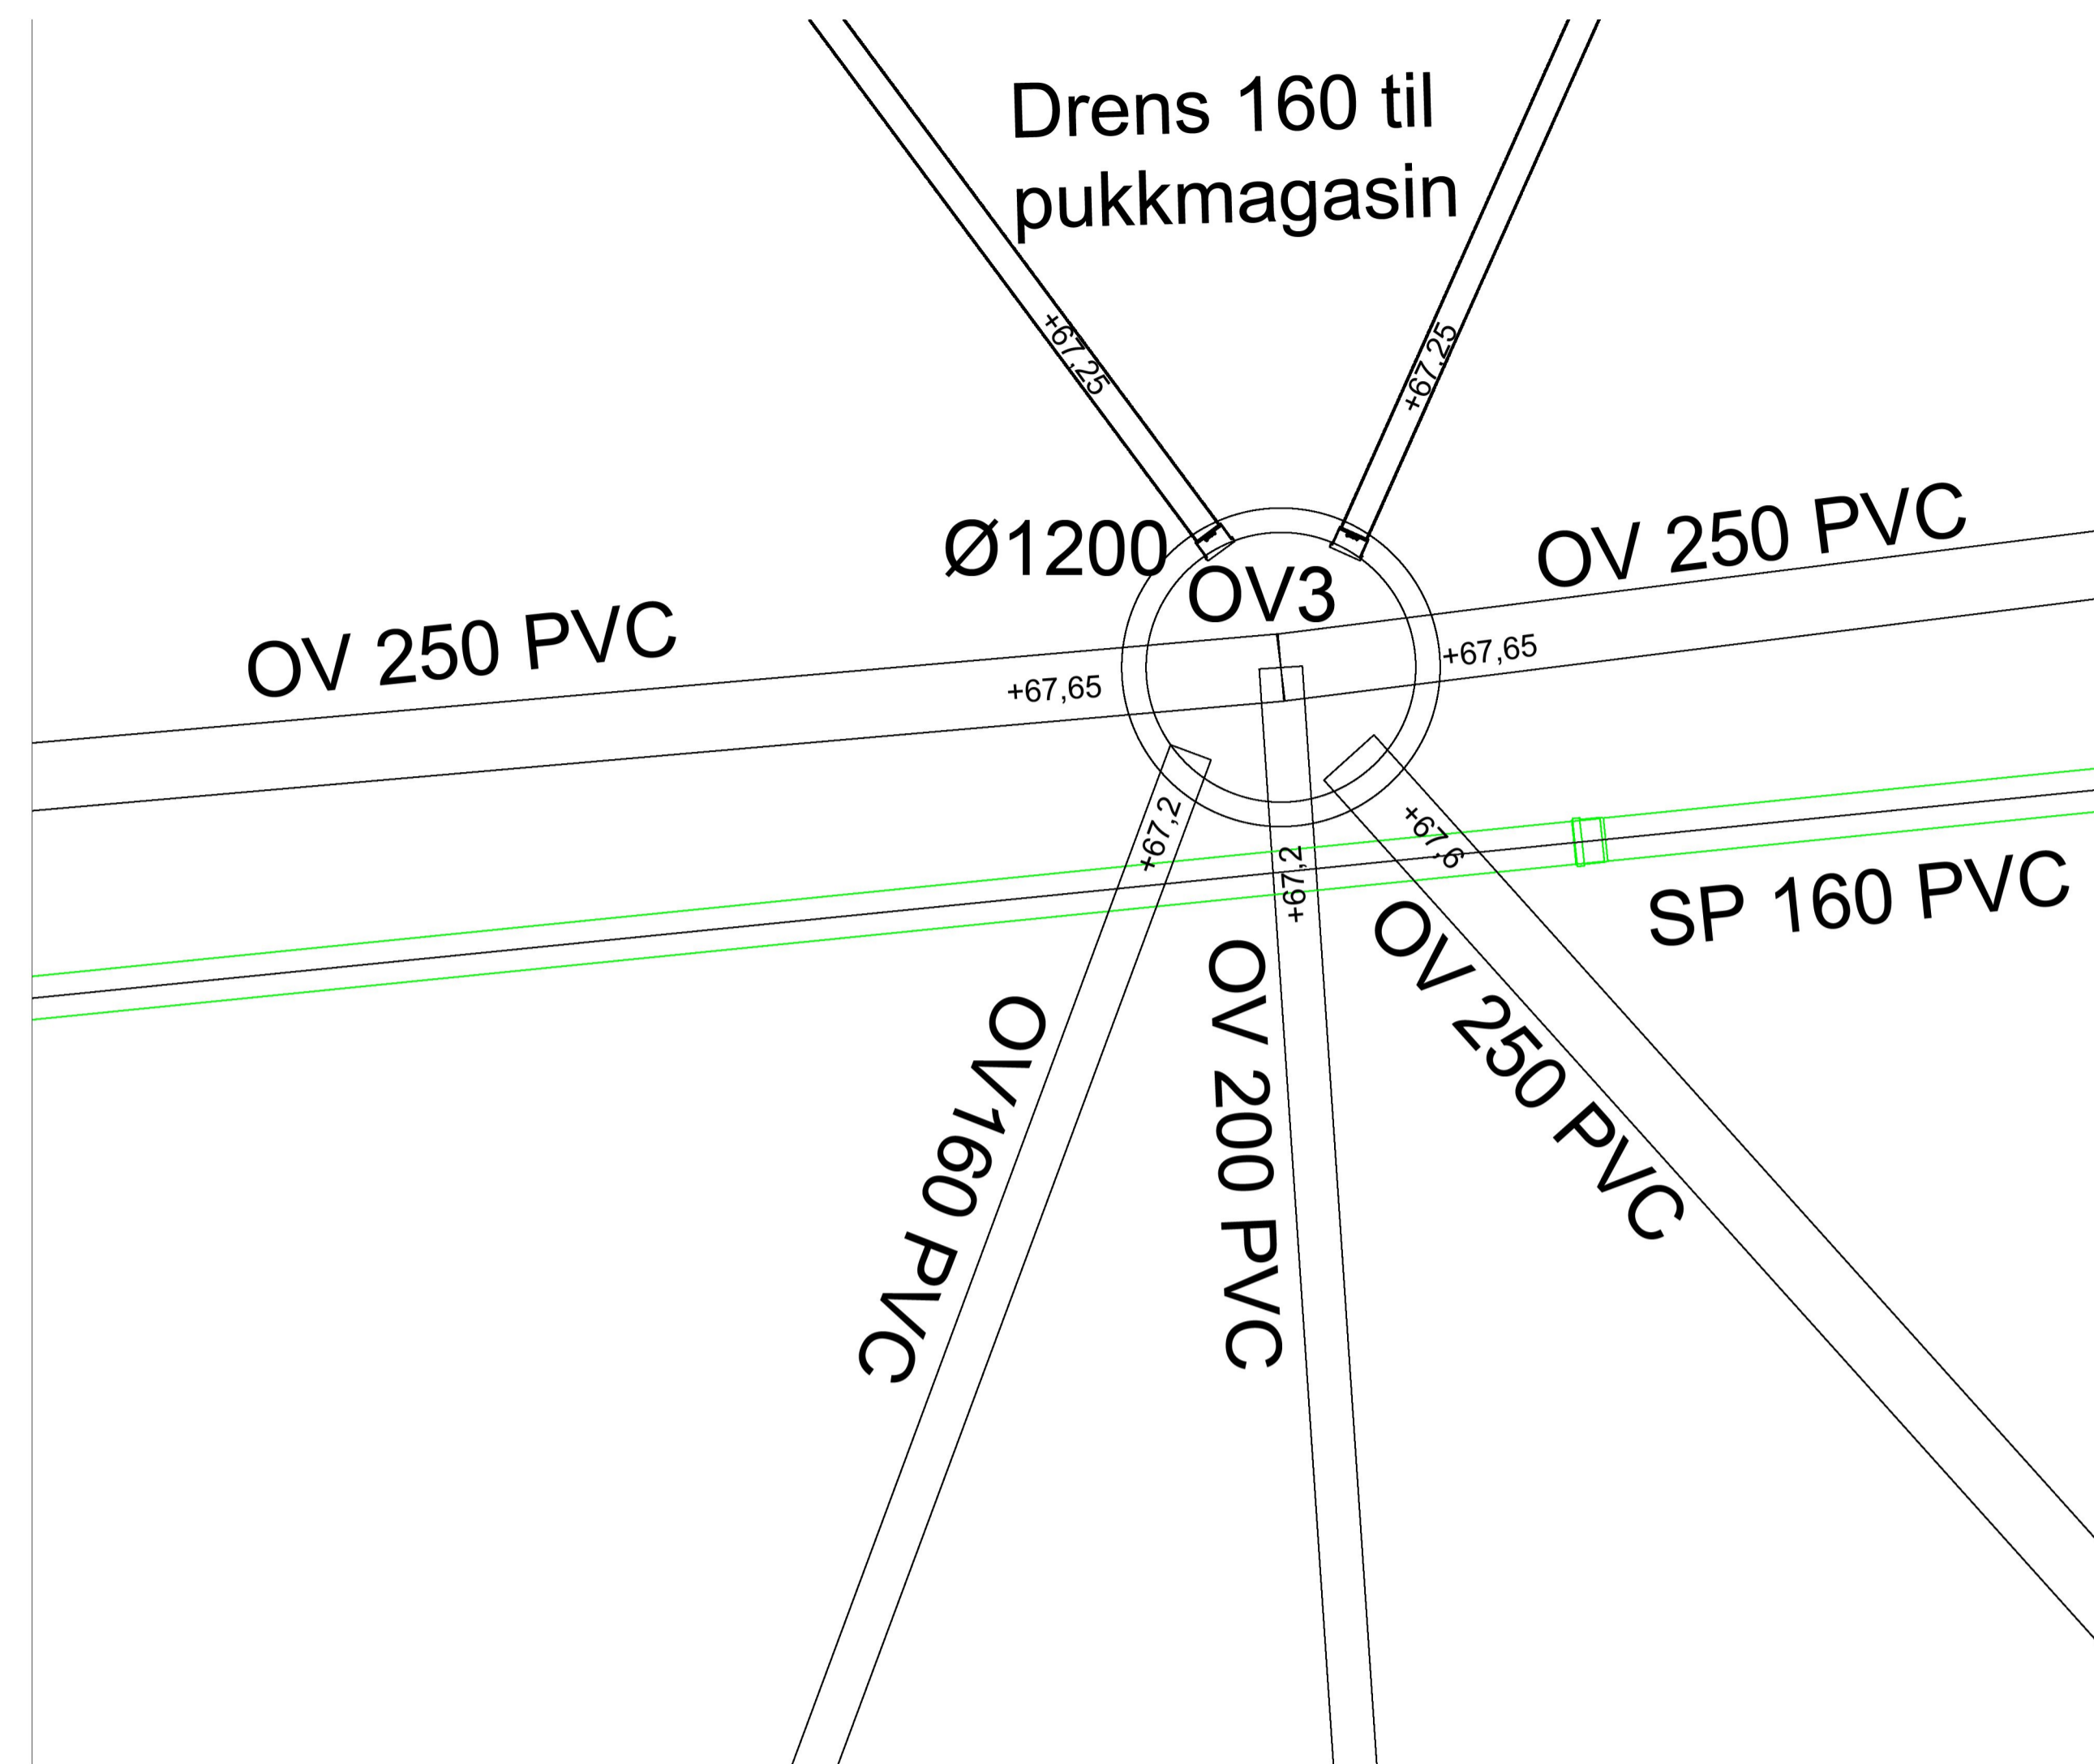 Drens 160 til
pukkmagasin
+67,25
+67,25
Ø1200
OV3
OV 250 PVC
OV 250 PVC
+67,65
+67,65
+67,2
+67,2
+67,6
SP 160 PVC
OV160 PVC
OV 200 PVC
OV 250 PVC